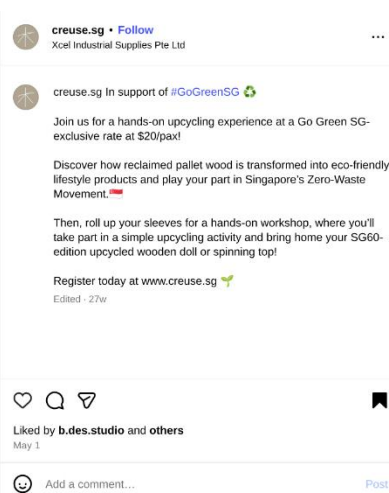 creuse.sg • Follow
Xcel Industrial Supplies Pte Ltd
creuse.sg In support of #GoGreenSG ♻️
Join us for a hands-on upcycling experience at a Go Green SG-
exclusive rate at $20/pax!
Discover how reclaimed pallet wood is transformed into eco-friendly
lifestyle products and play your part in Singapore's Zero-Waste
Movement.🇸🇬
Then, roll up your sleeves for a hands-on workshop, where you'll
take part in a simple upcycling activity and bring home your SG60-
edition upcycled wooden doll or spinning top!
Register today at www.creuse.sg 🌱
Edited · 27w
Liked by b.des.studio and others
May 1
Add a comment...
Post